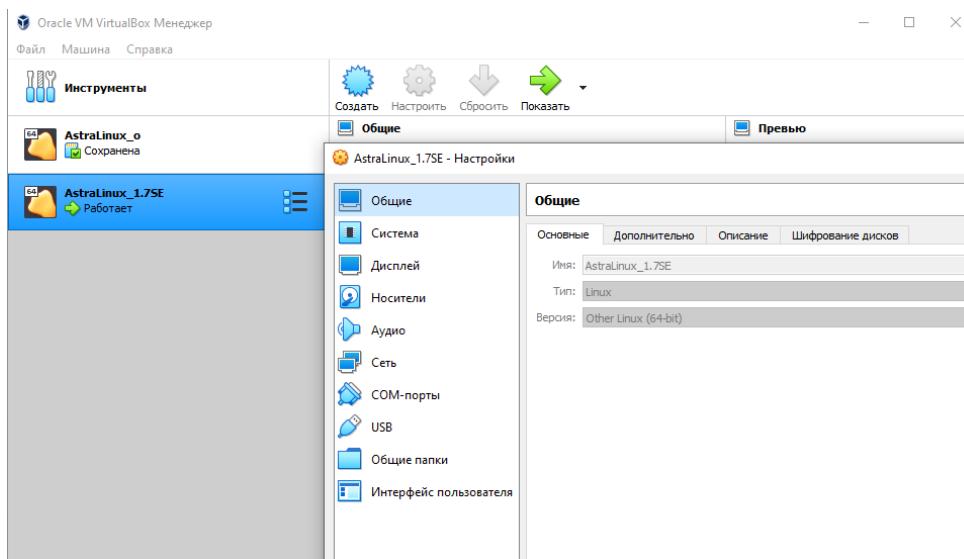 Oracle VM VirtualBox Менеджер
Файл Машина Справка
Инструменты
Создать Настроить Сбросить Показать
64
AstraLinux_o
Сохранена
64
AstraLinux_1.7SE
Работает
Общие
Превью
AstraLinux_1.7SE - Настройки
Общие
Система
Дисплей
Носители
Аудио
Сеть
COM-порты
USB
Общие папки
Интерфейс пользователя
Общие
Основные Дополнительно Описание Шифрование дисков
Имя: AstraLinux_1.7SE
Тип: Linux
Версия: Other Linux (64-bit)